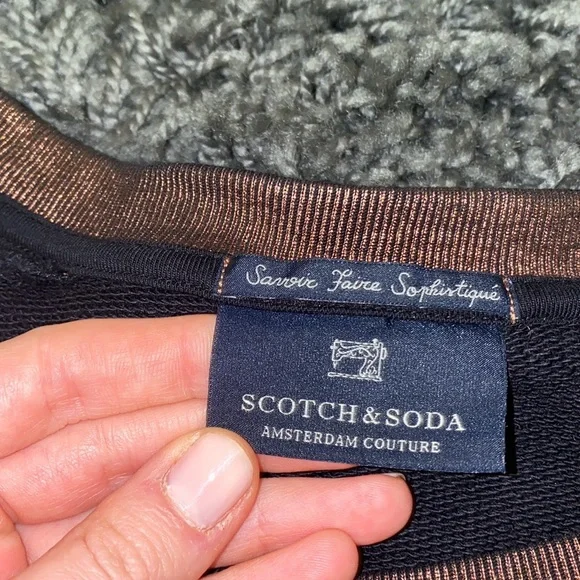 Savoir Faire Sophistiqué
SCOTCH & SODA
AMSTERDAM COUTURE